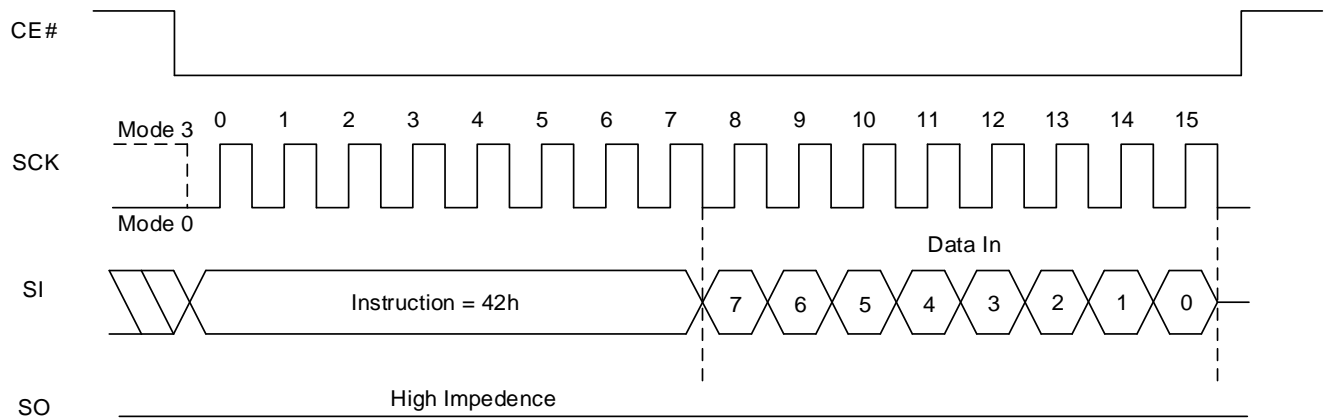 CE#
0 1 2 3 4 5 6 7 8 9 10 11 12 13 14 15
Mode 3
SCK
Mode 0
Data In
SI
Instruction = 42h 7 6 5 4 3 2 1 0
High Impedence
SO